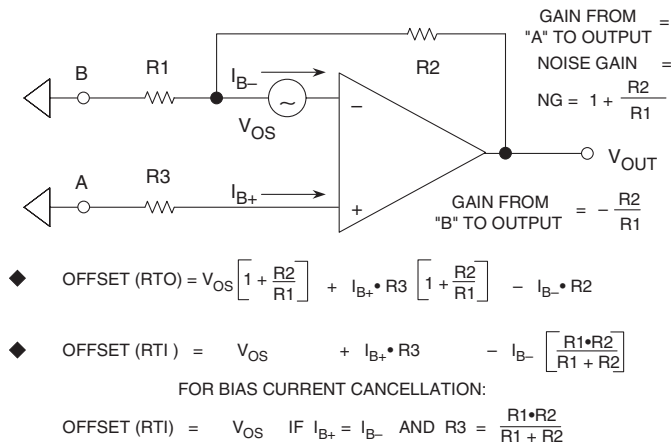 GAIN FROM
"A" TO OUTPUT =
NOISE GAIN =
NG = 1 + R2/R1
B
R1
I_B–
R2
V_OS
~
–
A
R3
I_B+
+
V_OUT
GAIN FROM
"B" TO OUTPUT = – R2/R1
◆ OFFSET (RTO) = V_OS [1 + R2/R1] + I_B+ • R3 [1 + R2/R1] – I_B– • R2
◆ OFFSET (RTI ) = V_OS + I_B+ • R3 – I_B– [R1•R2/R1 + R2]
FOR BIAS CURRENT CANCELLATION:
OFFSET (RTI) = V_OS IF I_B+ = I_B– AND R3 = R1•R2/R1 + R2